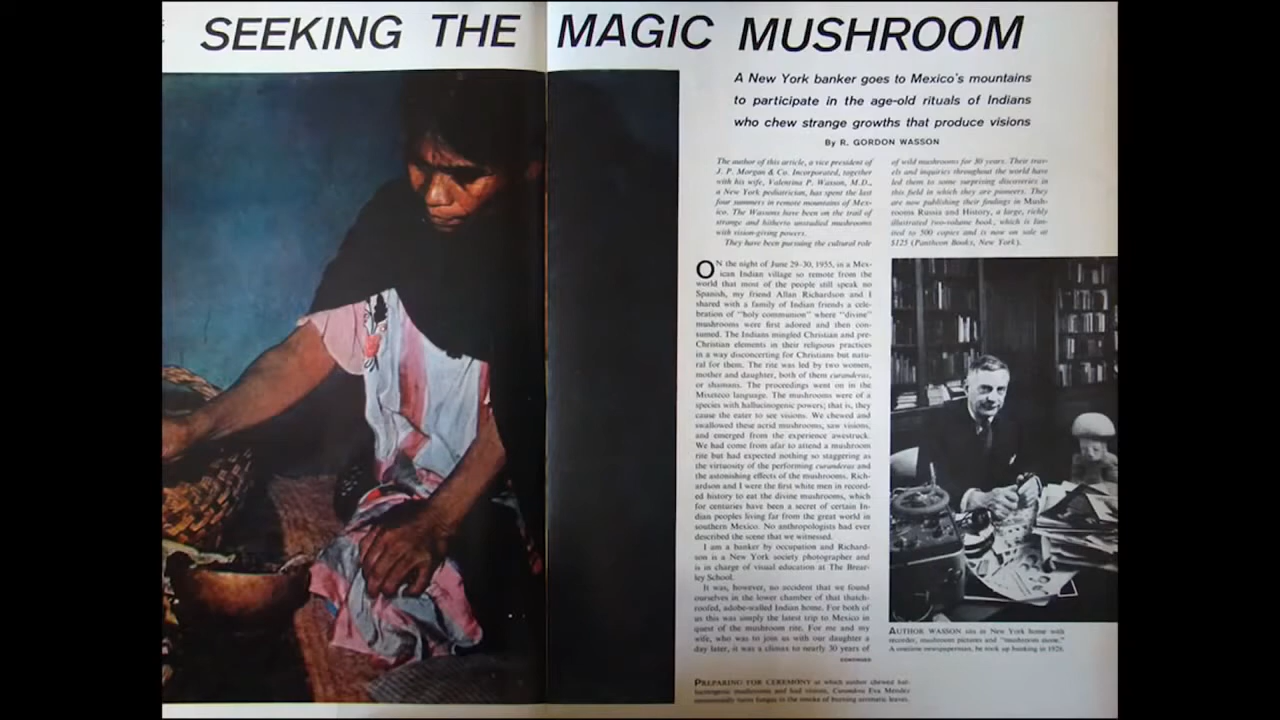 SEEKING THE MAGIC MUSHROOM
A New York banker goes to Mexico's mountains
to participate in the age-old rituals of Indians
who chew strange growths that produce visions
By R. GORDON WASSON
The author of this article, a vice president of
J. P. Morgan & Co. Incorporated, together
with his wife, Valentina P. Wasson, M.D.,
a New York pediatrician, has spent the last
four summers in remote mountains of Mex-
ico. The Wassons have been on the trail of
strange and hitherto unstudied mushrooms
with vision-giving powers.
They have been pursuing the cultural role
of wild mushrooms for 30 years. Their trav-
els and inquiries throughout the world have
led them to some surprising discoveries in
this field in which they are pioneers. They
are now publishing their findings in Mush-
rooms Russia and History, a large, richly
illustrated two-volume book, which is lim-
ited to 500 copies and is now on sale at
$125 (Pantheon Books, New York).
ON the night of June 29-30, 1955, in a Mex-
ican Indian village so remote from the
world that most of the people still speak no
Spanish, my friend Allan Richardson and I
shared with a family of Indian friends a cele-
bration of "holy communion" where "divine"
mushrooms were first adored and then con-
sumed. The Indians mingled Christian and pre-
Christian elements in their religious practices
in a way disconcerting for Christians but natu-
ral for them. The rite was led by two women,
mother and daughter, both of them curanderas,
or shamans. The proceedings went on in the
Mixeteco language. The mushrooms were of a
species with hallucinogenic powers; that is, they
cause the eater to see visions. We chewed and
swallowed these acrid mushrooms, saw visions,
and emerged from the experience awestruck.
We had come from afar to attend a mushroom
rite but had expected nothing so staggering as
the virtuosity of the performing curanderas and
the astonishing effects of the mushrooms. Rich-
ardson and I were the first white men in record-
ed history to eat the divine mushrooms, which
for centuries have been a secret of certain In-
dian peoples living far from the great world in
southern Mexico. No anthropologists had ever
described the scene that we witnessed.
I am a banker by occupation and Richard-
son is a New York society photographer and
is in charge of visual education at The Brear-
ley School.
It was, however, no accident that we found
ourselves in the lower chamber of that thatch-
roofed, adobe-walled Indian home. For both of
us this was simply the latest trip to Mexico in
quest of the mushroom rite. For me and my
wife, who was to join us with our daughter a
day later, it was a climax to nearly 30 years of
CONTINUED
AUTHOR WASSON sits in New York home with
recorder, mushroom pictures and "mushroom stone."
A onetime newspaperman, he took up banking in 1928.
PREPARING FOR CEREMONY at which author chewed hal-
lucinogenic mushrooms and had visions, Curandera Eva Mendez
ceremonially turns fungus in the smoke of burning aromatic leaves.